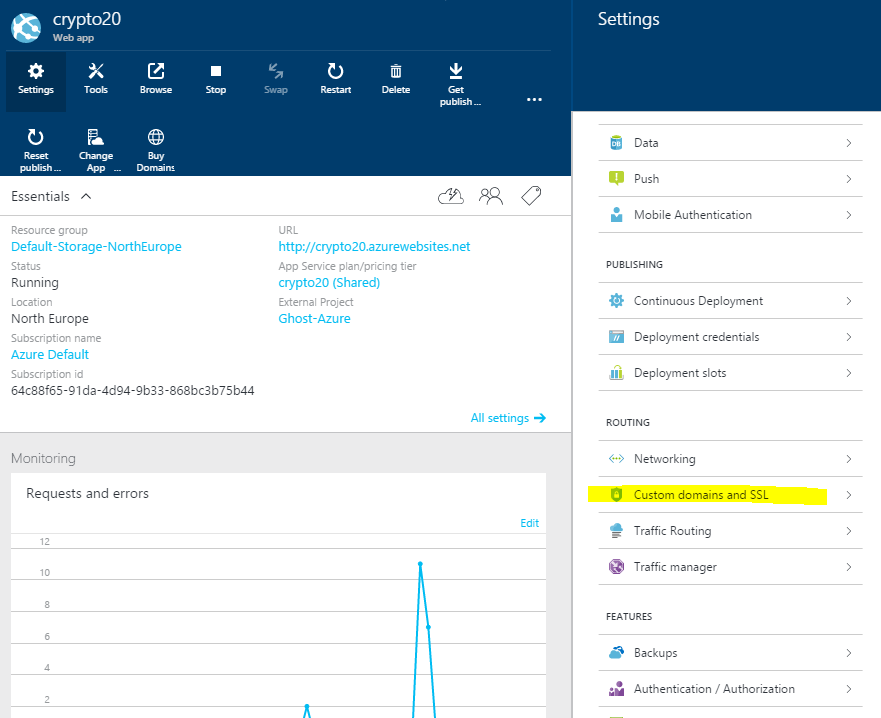 crypto20
Web app
Settings
Tools
Browse
Stop
Swap
Restart
Delete
Get
publish ...
...
Reset
publish ...
Change
App ...
Buy
Domains
Essentials
Resource group
Default-Storage-NorthEurope
Status
Running
Location
North Europe
Subscription name
Azure Default
Subscription id
64c88f65-91da-4d94-9b33-868bc3b75b44
URL
http://crypto20.azurewebsites.net
App Service plan/pricing tier
crypto20 (Shared)
External Project
Ghost-Azure
All settings
Monitoring
Requests and errors
Edit
12
10
8
6
4
2
Settings
DB
Data
Push
Mobile Authentication
PUBLISHING
Continuous Deployment
Deployment credentials
Deployment slots
ROUTING
Networking
Custom domains and SSL
Traffic Routing
Traffic manager
FEATURES
Backups
Authentication / Authorization